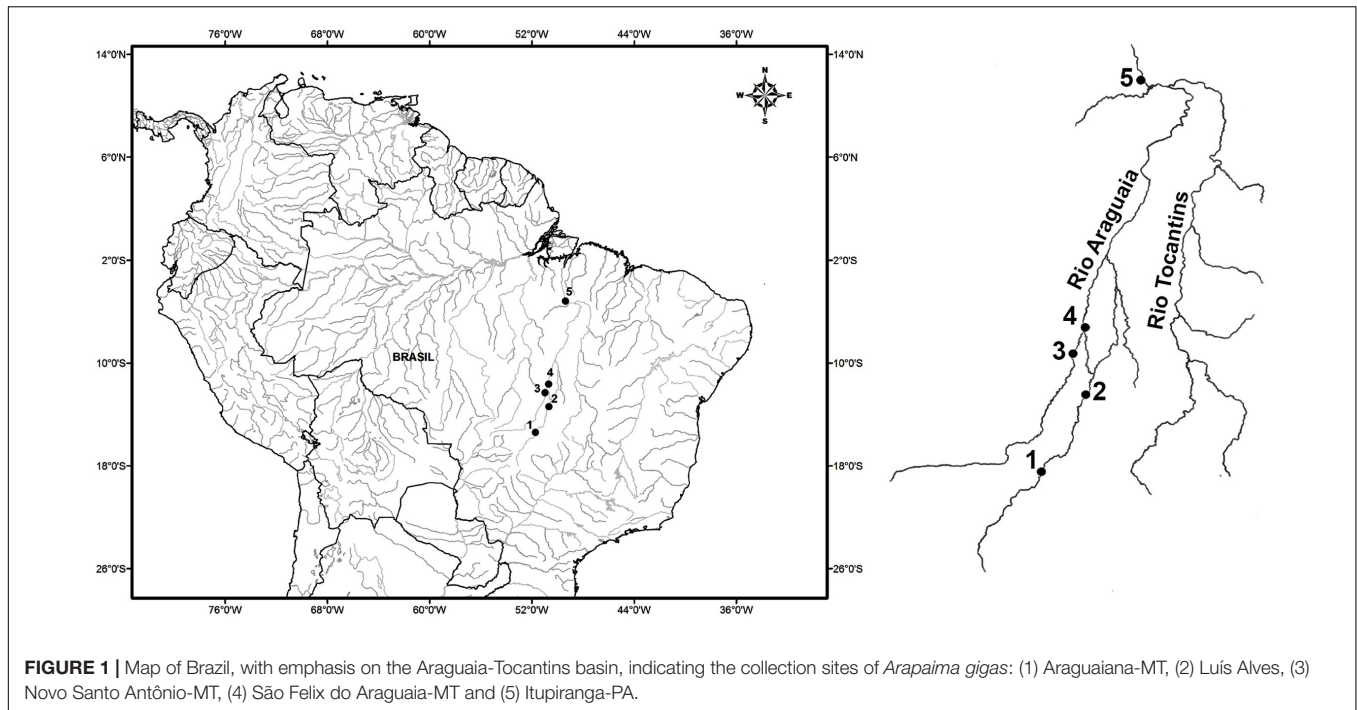 76°0'W 68°0'W 60°0'W 52°0'W 44°0'W 36°0'W
14°0'N 14°0'N
N
W E
S
6°0'N 6°0'N
2°0'S 2°0'S
10°0'S 10°0'S
18°0'S 18°0'S
26°0'S 26°0'S
BRASIL
5
4
3
2
1
76°0'W 68°0'W 60°0'W 52°0'W 44°0'W 36°0'W
5
Rio Araguaia
Rio Tocantins
4
3
2
1
FIGURE 1 | Map of Brazil, with emphasis on the Araguaia-Tocantins basin, indicating the collection sites of Arapaima gigas: (1) Araguaiana-MT, (2) Luís Alves, (3)
Novo Santo Antônio-MT, (4) São Felix do Araguaia-MT and (5) Itupiranga-PA.